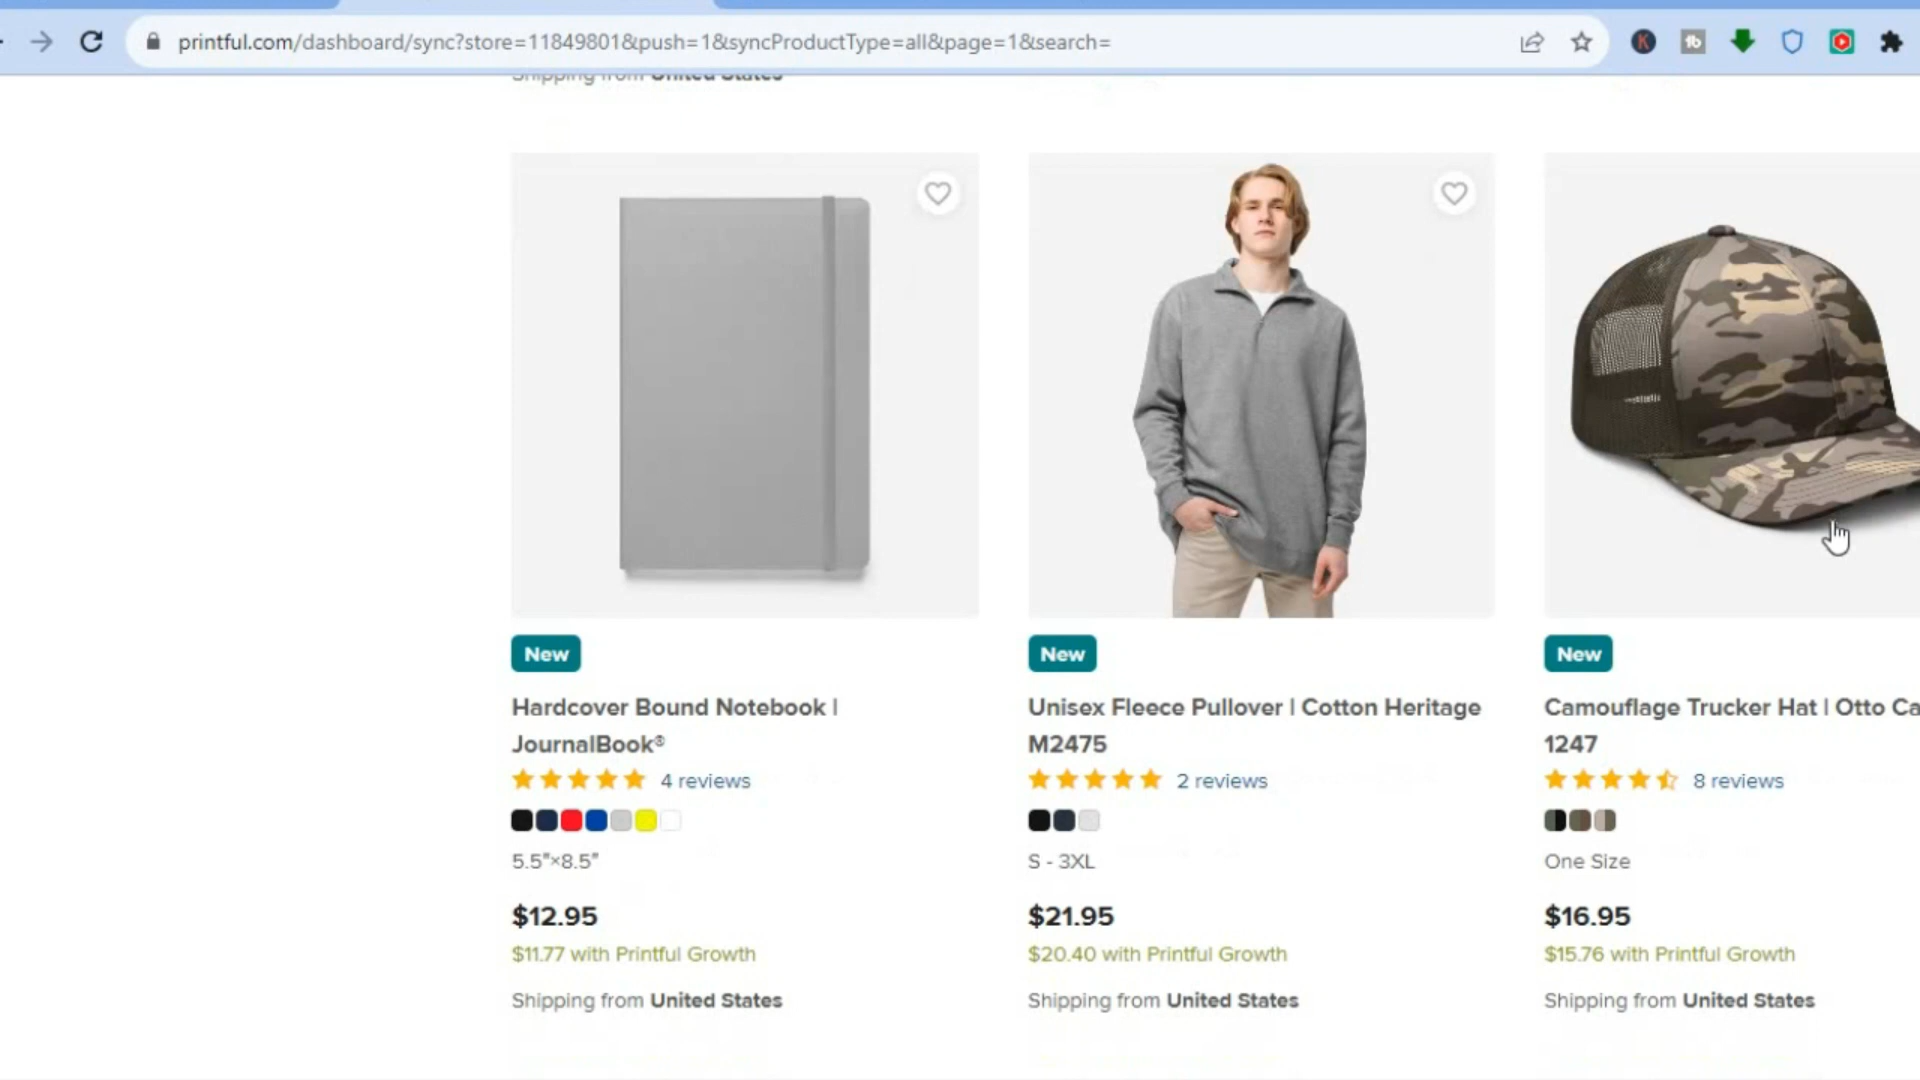 printful.com/dashboard/sync?store=11849801&push=1&syncProductType=all&page=1&search=
Shipping from United States
New
Hardcover Bound Notebook |
JournalBook®
4 reviews
5.5"×8.5"
$12.95
$11.77 with Printful Growth
Shipping from United States
New
Unisex Fleece Pullover | Cotton Heritage
M2475
2 reviews
S - 3XL
$21.95
$20.40 with Printful Growth
Shipping from United States
New
Camouflage Trucker Hat | Otto Ca
1247
8 reviews
One Size
$16.95
$15.76 with Printful Growth
Shipping from United States